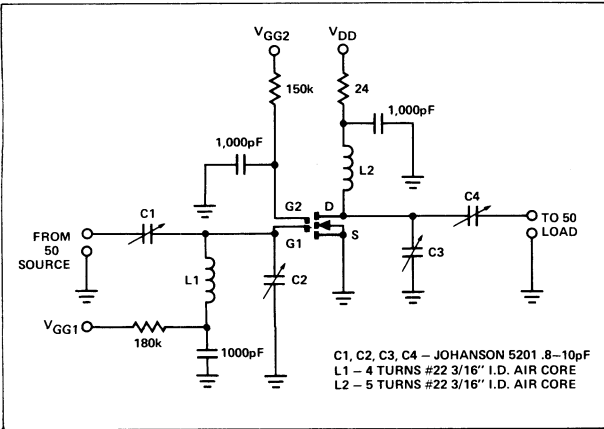 VGG2
VDD
150k
24
1,000pF
1,000pF
L2
C4
G2
D
C1
G1
S
TO 50
LOAD
FROM
50
SOURCE
C3
L1
C2
VGG1
180k
1000pF
C1, C2, C3, C4 – JOHANSON 5201 .8–10pF
L1 – 4 TURNS #22 3/16" I.D. AIR CORE
L2 – 5 TURNS #22 3/16" I.D. AIR CORE